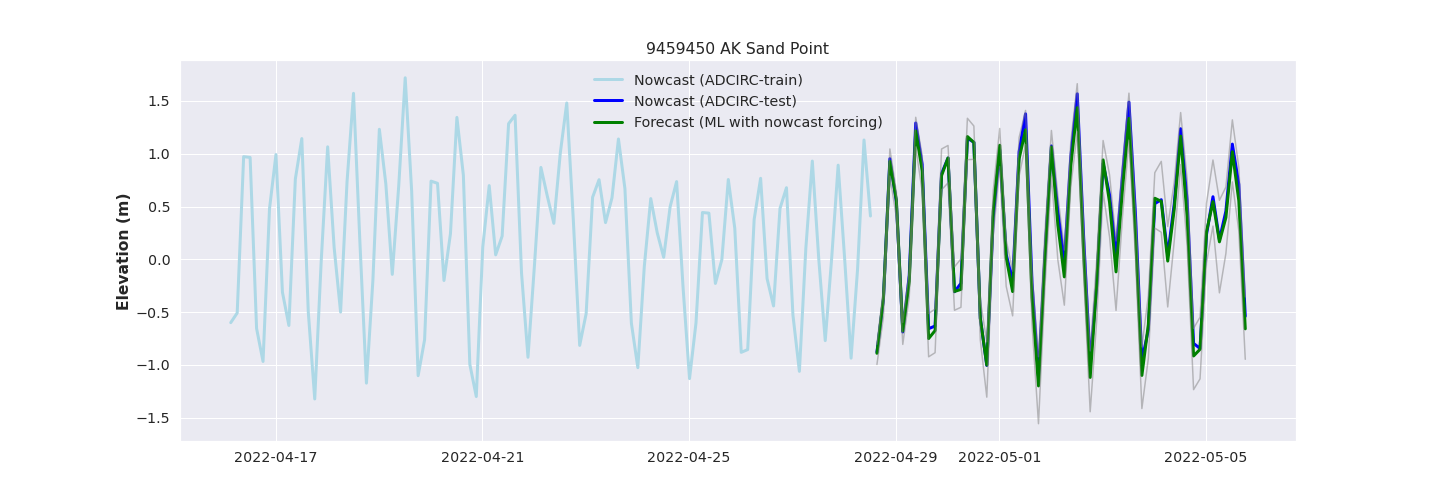 9459450 AK Sand Point
Nowcast (ADCIRC-train)
Nowcast (ADCIRC-test)
Forecast (ML with nowcast forcing)
Elevation (m)
1.5
1.0
0.5
0.0
−0.5
−1.0
−1.5
2022-04-17
2022-04-21
2022-04-25
2022-04-29
2022-05-01
2022-05-05